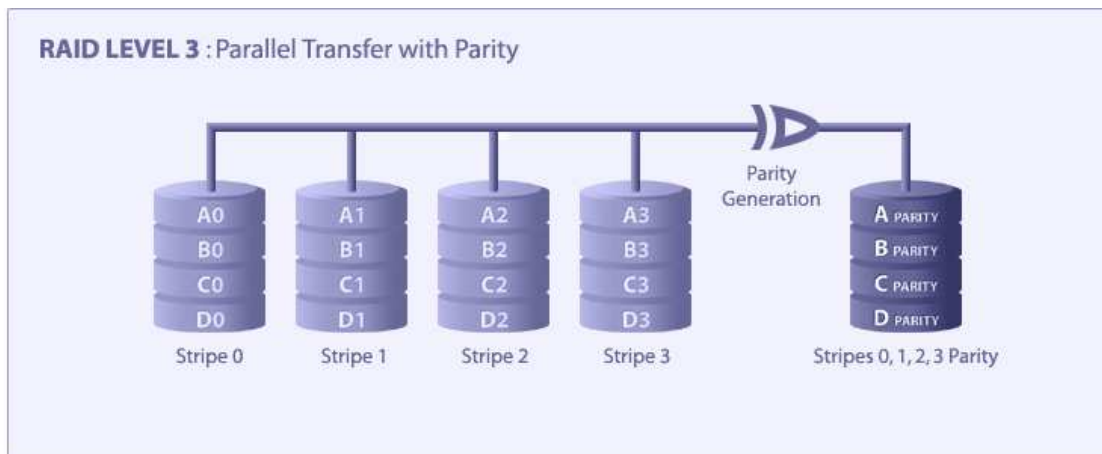 RAID LEVEL 3 : Parallel Transfer with Parity
Parity
Generation
A0 A1 A2 A3 A PARITY
B0 B1 B2 B3 B PARITY
C0 C1 C2 C3 C PARITY
D0 D1 D2 D3 D PARITY
Stripe 0 Stripe 1 Stripe 2 Stripe 3 Stripes 0, 1, 2, 3 Parity